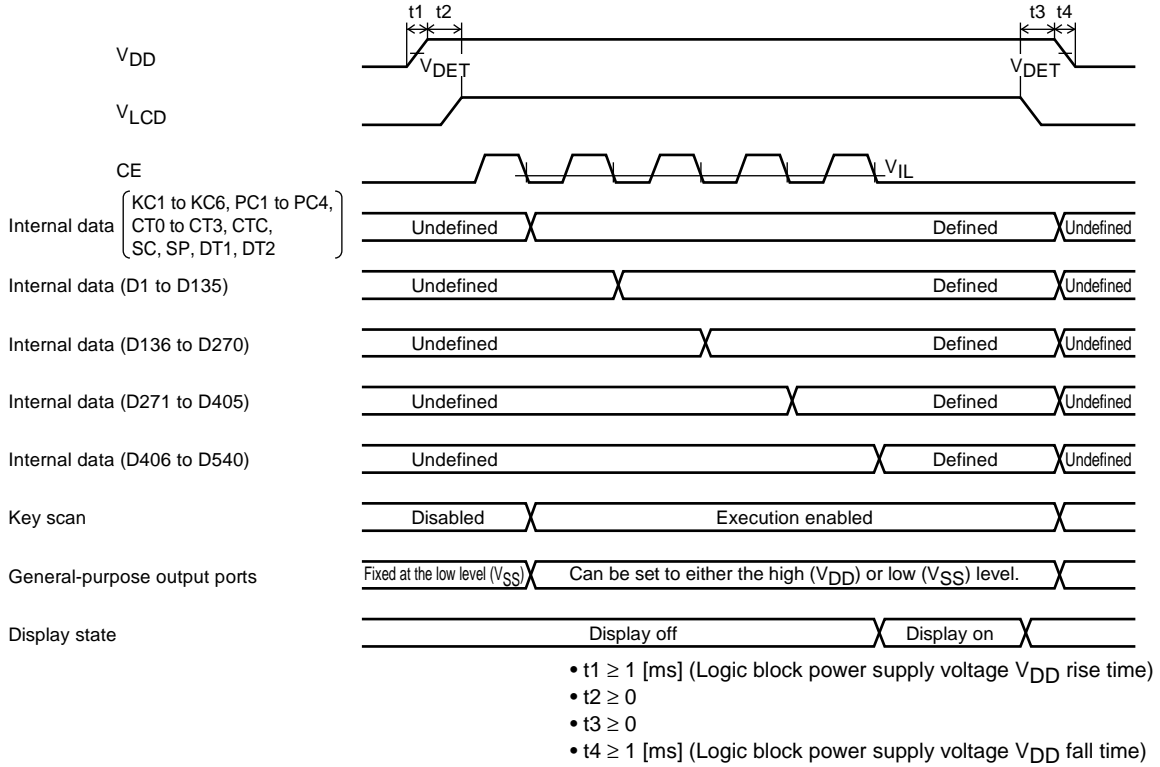 t1 t2 t3 t4
VDD
VDET VDET
VLCD
CE VIL
Internal data
KC1 to KC6, PC1 to PC4,
CT0 to CT3, CTC,
SC, SP, DT1, DT2
Undefined Defined Undefined
Internal data (D1 to D135) Undefined Defined Undefined
Internal data (D136 to D270) Undefined Defined Undefined
Internal data (D271 to D405) Undefined Defined Undefined
Internal data (D406 to D540) Undefined Defined Undefined
Key scan Disabled Execution enabled
General-purpose output ports Fixed at the low level (VSS) Can be set to either the high (VDD) or low (VSS) level.
Display state Display off Display on
• t1 ≥ 1 [ms] (Logic block power supply voltage VDD rise time)
• t2 ≥ 0
• t3 ≥ 0
• t4 ≥ 1 [ms] (Logic block power supply voltage VDD fall time)